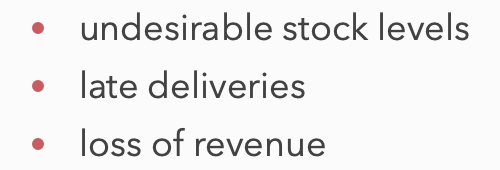 • undesirable stock levels
• late deliveries
• loss of revenue